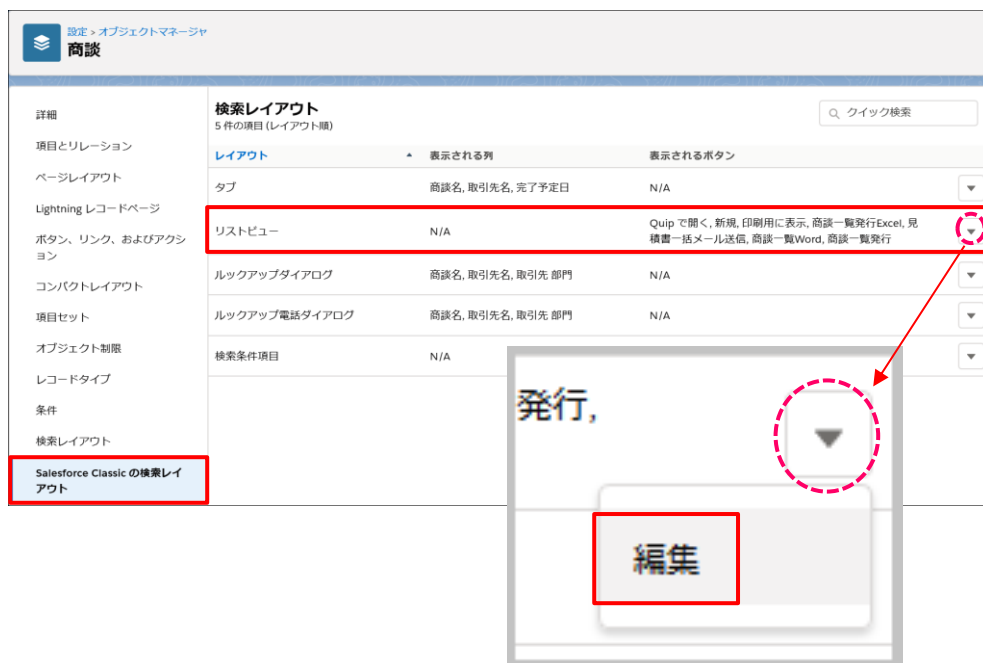 設定 > オブジェクトマネージャ
商談
詳細
項目とリレーション
ページレイアウト
Lightning レコードページ
ボタン、リンク、およびアクシ
ョン
コンパクトレイアウト
項目セット
オブジェクト制限
レコードタイプ
条件
検索レイアウト
Salesforce Classic の検索レイ
アウト
検索レイアウト
5 件の項目 (レイアウト順)
クイック検索
レイアウト 表示される列 表示されるボタン
タブ 商談名, 取引先名, 完了予定日 N/A
リストビュー N/A Quip で開く, 新規, 印刷用に表示, 商談一覧発行Excel, 見
積書一括メール送信, 商談一覧Word, 商談一覧発行
ルックアップダイアログ 商談名, 取引先名, 取引先 部門 N/A
ルックアップ電話ダイアログ 商談名, 取引先名, 取引先 部門 N/A
検索条件項目 N/A
発行,
編集